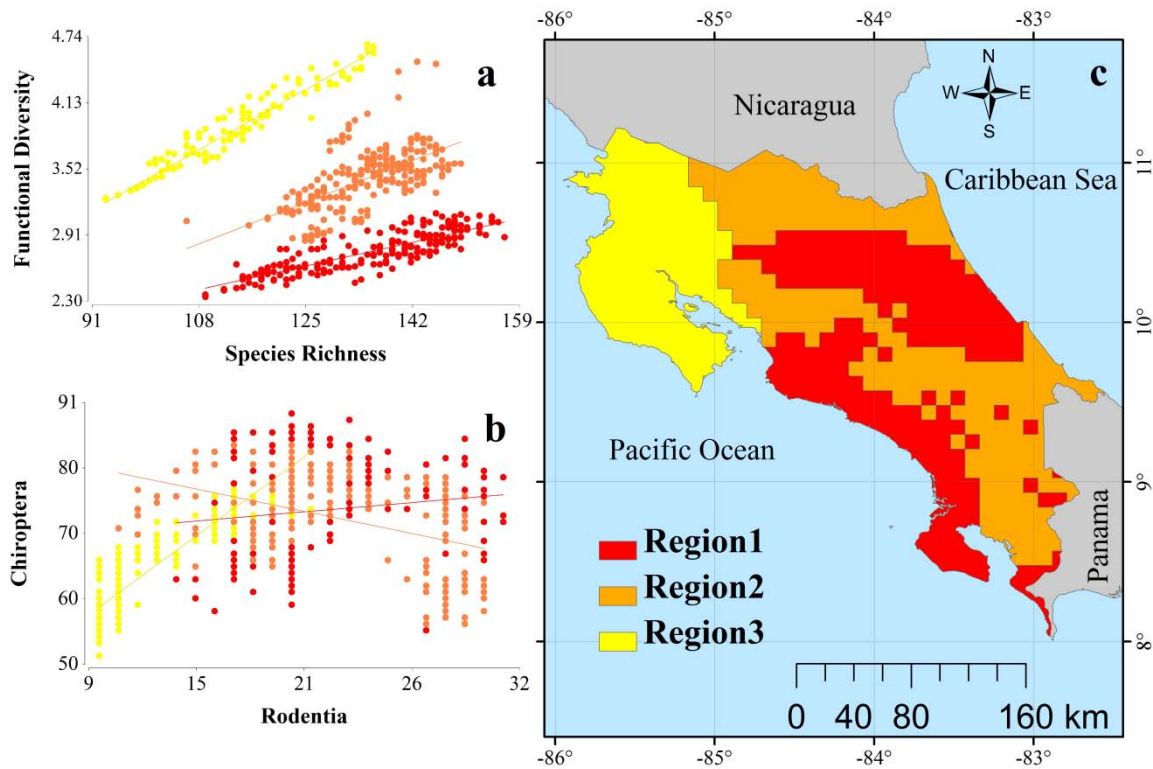 4.74
4.13
3.52
2.91
2.30
91 108 125 142 159
Functional Diversity
Species Richness
a
91
80
70
60
50
9 15 21 26 32
Chiroptera
Rodentia
b
-86° -85° -84° -83°
c
N
W E
S
Nicaragua
Caribbean Sea
Pacific Ocean
Panama
11°
10°
9°
8°
Region1
Region2
Region3
0 40 80 160 km
-86° -85° -84° -83°